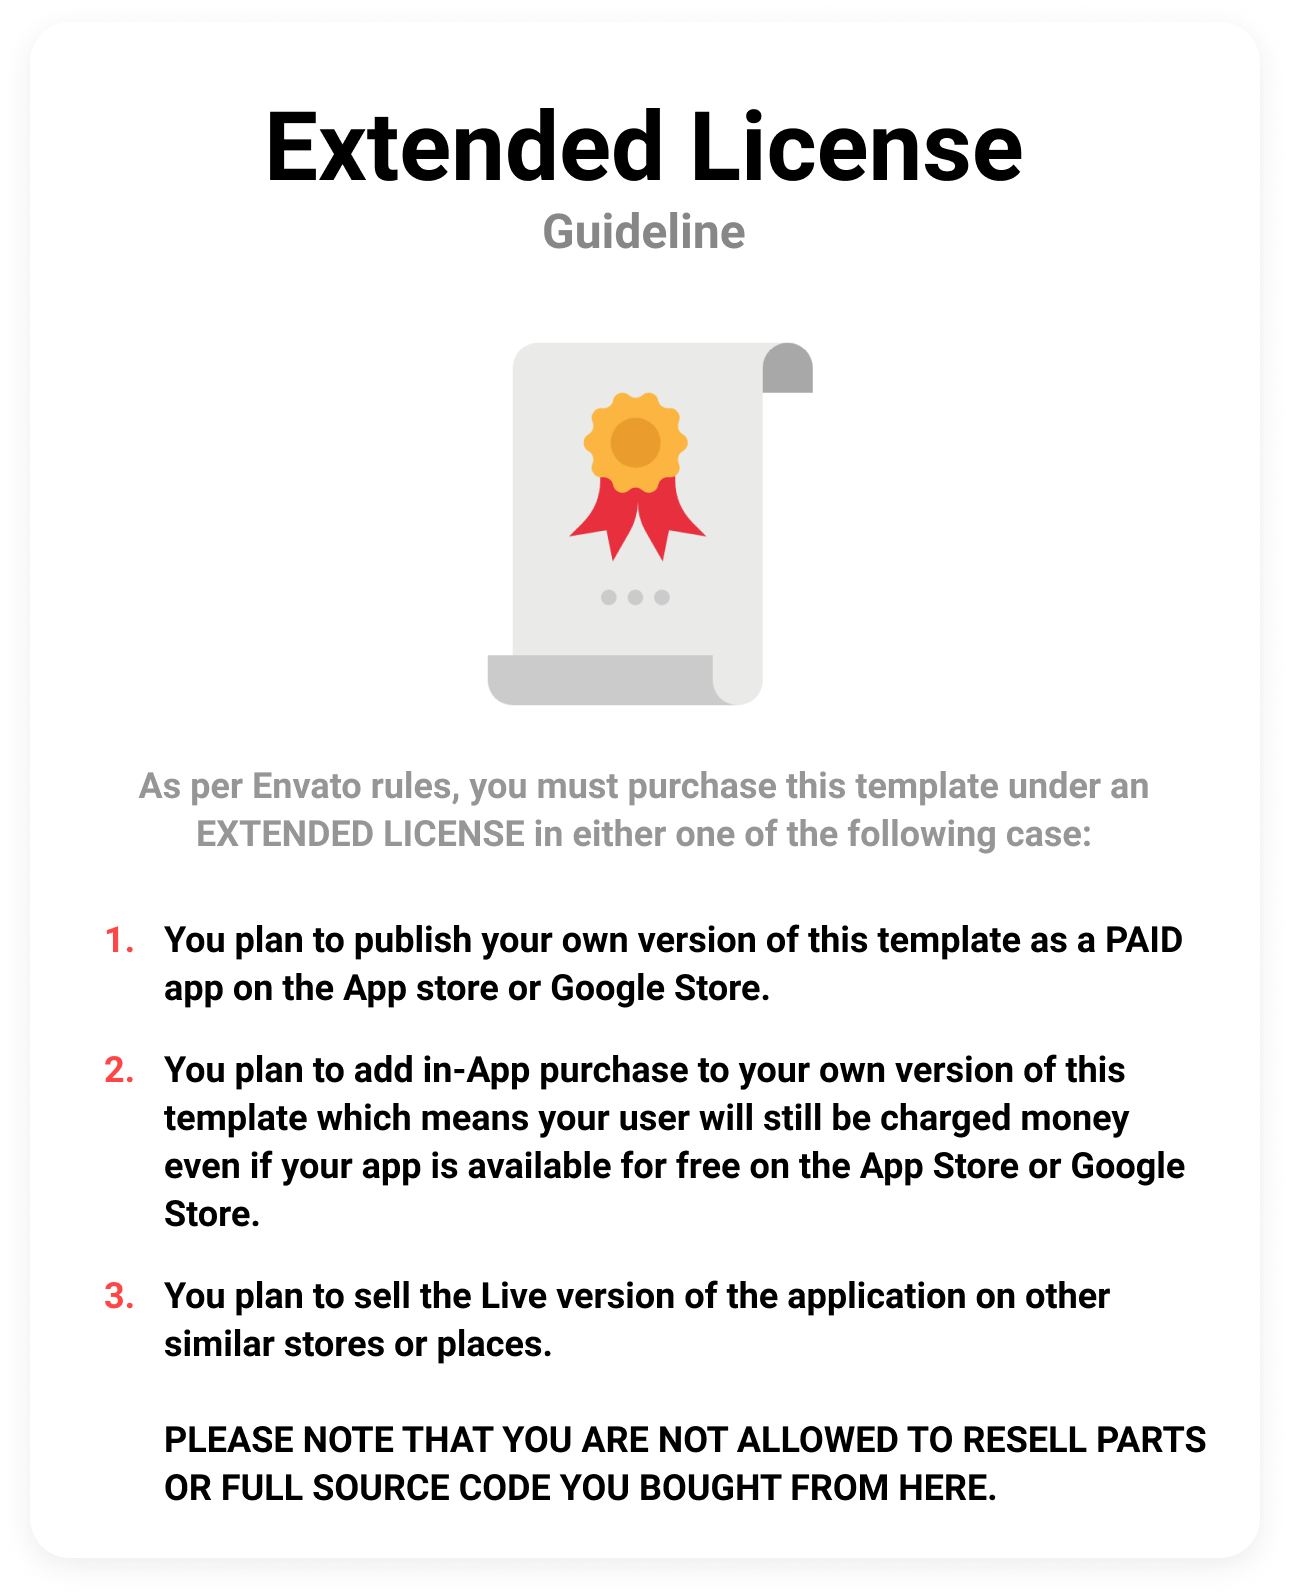 Extended License
Guideline
As per Envato rules, you must purchase this template under an
EXTENDED LICENSE in either one of the following case:
1. You plan to publish your own version of this template as a PAID
app on the App store or Google Store.
2. You plan to add in-App purchase to your own version of this
template which means your user will still be charged money
even if your app is available for free on the App Store or Google
Store.
3. You plan to sell the Live version of the application on other
similar stores or places.
PLEASE NOTE THAT YOU ARE NOT ALLOWED TO RESELL PARTS
OR FULL SOURCE CODE YOU BOUGHT FROM HERE.